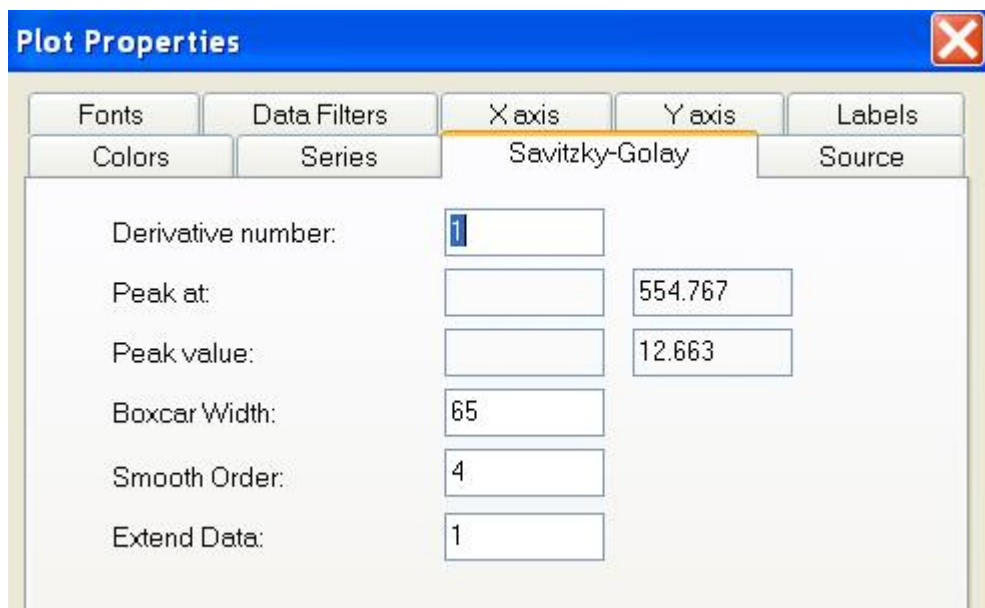 Plot Properties
Fonts Data Filters X axis Y axis Labels
Colors Series Savitzky-Golay Source
Derivative number: 1
Peak at: 554.767
Peak value: 12.663
Boxcar Width: 65
Smooth Order: 4
Extend Data: 1